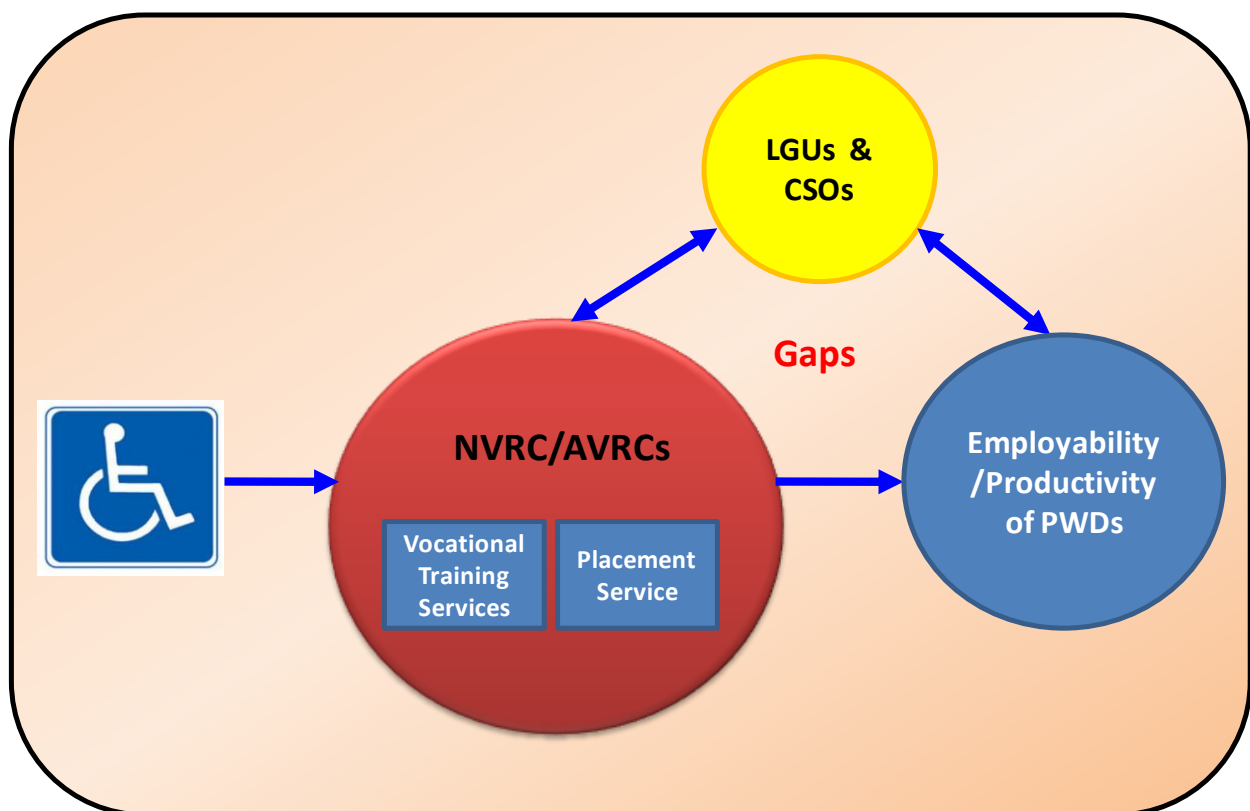 LGUs &
CSOs
Gaps
NVRC/AVRCs
Vocational
Training
Services
Placement
Service
Employability
/Productivity
of PWDs